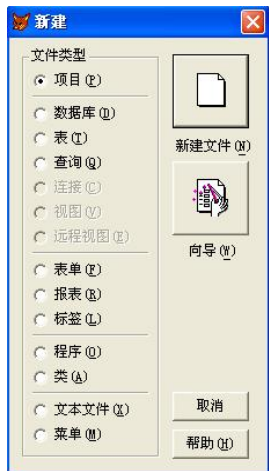 新建
文件类型
项目(P)
数据库(D)
表(T)
查询(Q)
连接(C)
视图(V)
远程视图(E)
表单(F)
报表(R)
标签(L)
程序(O)
类(A)
文本文件(X)
菜单(M)
新建文件(N)
向导(W)
取消
帮助(H)